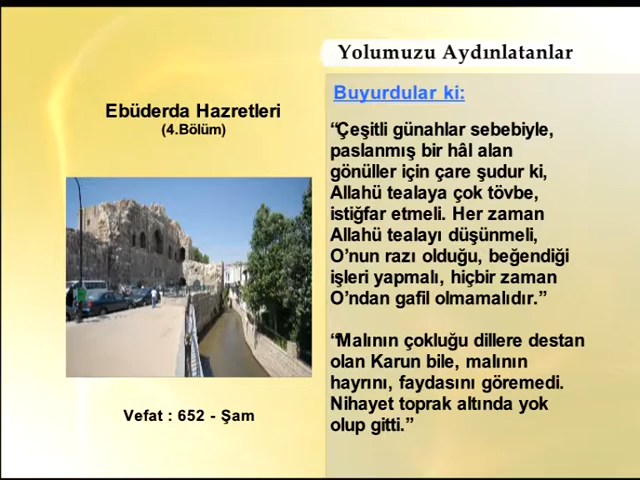 Yolumuzu Aydınlatanlar
Ebüderda Hazretleri
(4.Bölüm)
Vefat : 652 - Şam
Buyurdular ki:
“Çeşitli günahlar sebebiyle,
paslanmış bir hâl alan
gönüller için çare şudur ki,
Allahü tealaya çok tövbe,
istiğfar etmeli. Her zaman
Allahü tealayı düşünmeli,
O’nun razı olduğu, beğendiği
işleri yapmalı, hiçbir zaman
O’ndan gafil olmamalıdır.”
“Malının çokluğu dillere destan
olan Karun bile, malının
hayrını, faydasını göremedi.
Nihayet toprak altında yok
olup gitti.”